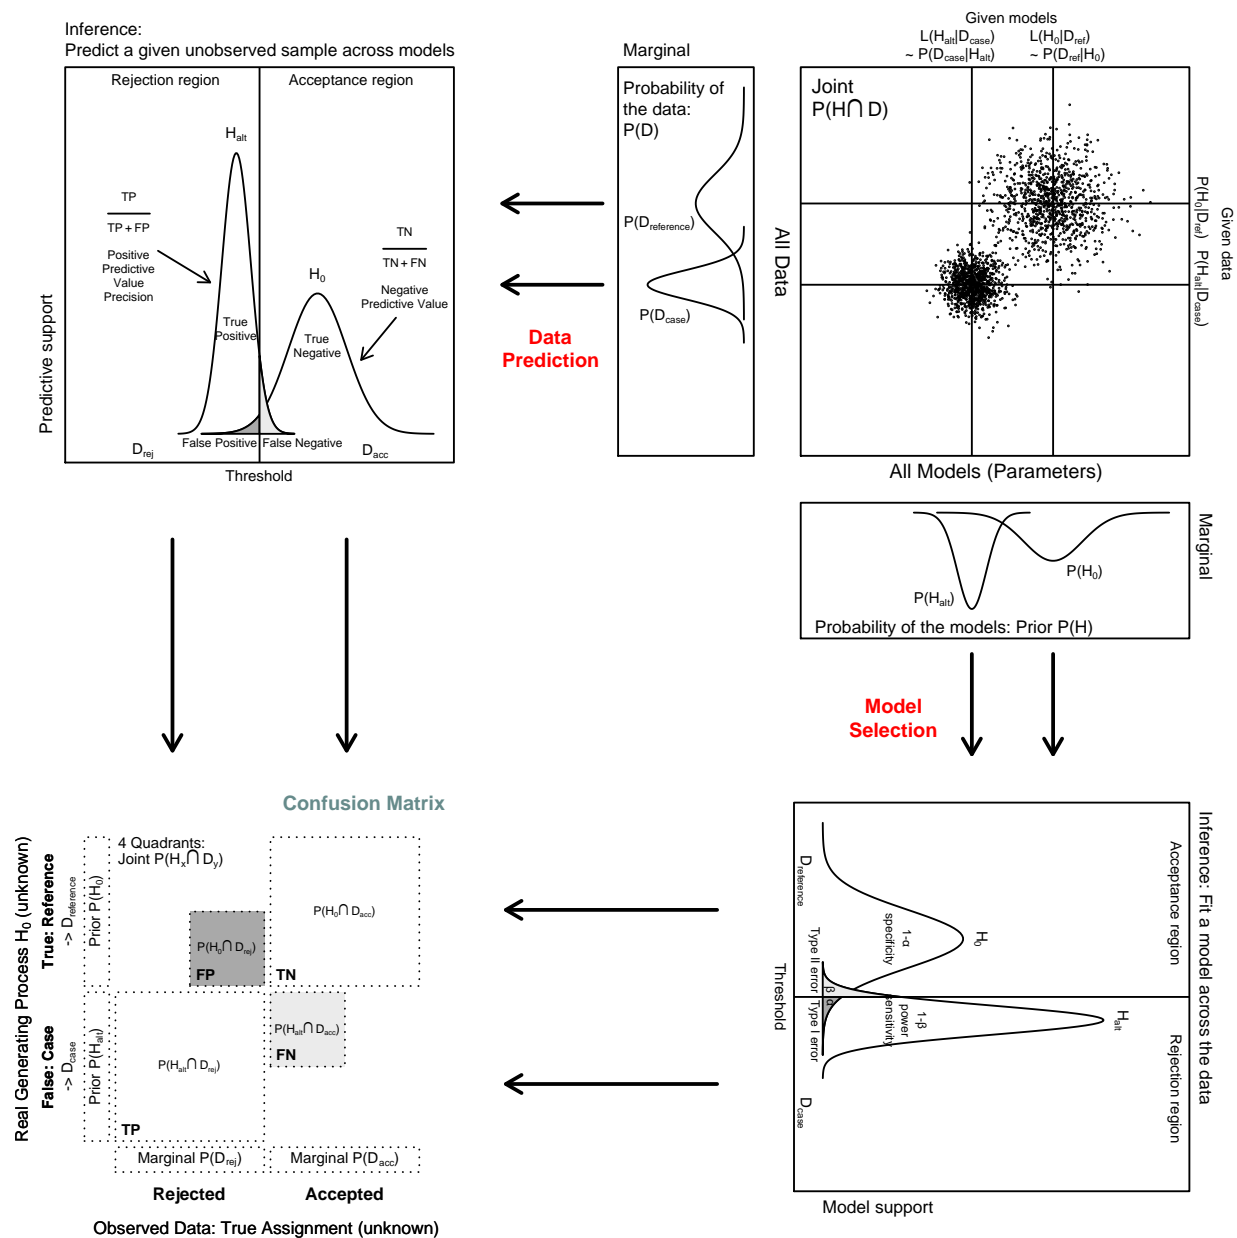 Inference:
Predict a given unobserved sample across models
Rejection region
Acceptance region
H_alt
H_0
TP
TP + FP
Positive
Predictive
Value
Precision
TN
TN + FN
Negative
Predictive Value
True
Positive
True
Negative
False Positive
False Negative
D_rej
D_acc
Threshold
Predictive support
Marginal
Probability of
the data:
P(D)
P(D_reference)
P(D_case)
Data
Prediction
Given models
L(H_alt|D_case)
~ P(D_case|H_alt)
L(H_0|D_ref)
~ P(D_ref|H_0)
Joint
P(H⋂D)
All Data
P(H_0|D_ref)
P(H_alt|D_case)
Given data
All Models (Parameters)
Marginal
P(H_alt)
P(H_0)
Probability of the models: Prior P(H)
Model
Selection
Confusion Matrix
4 Quadrants:
Joint P(H_x⋂D_y)
P(H_0⋂D_acc)
TN
P(H_0⋂D_rej)
FP
P(H_alt⋂D_acc)
FN
P(H_alt⋂D_rej)
TP
Real Generating Process H_0 (unknown)
True: Reference
-> D_reference
Prior P(H_0)
False: Case
-> D_case
Prior P(H_alt)
Marginal P(D_rej)
Marginal P(D_acc)
Rejected
Accepted
Observed Data: True Assignment (unknown)
Inference: Fit a model across the data
Acceptance region
Rejection region
H_0
H_alt
1-α
specificity
1-β
power
sensitivity
β
α
Type II error
Type I error
D_reference
D_case
Threshold
Model support